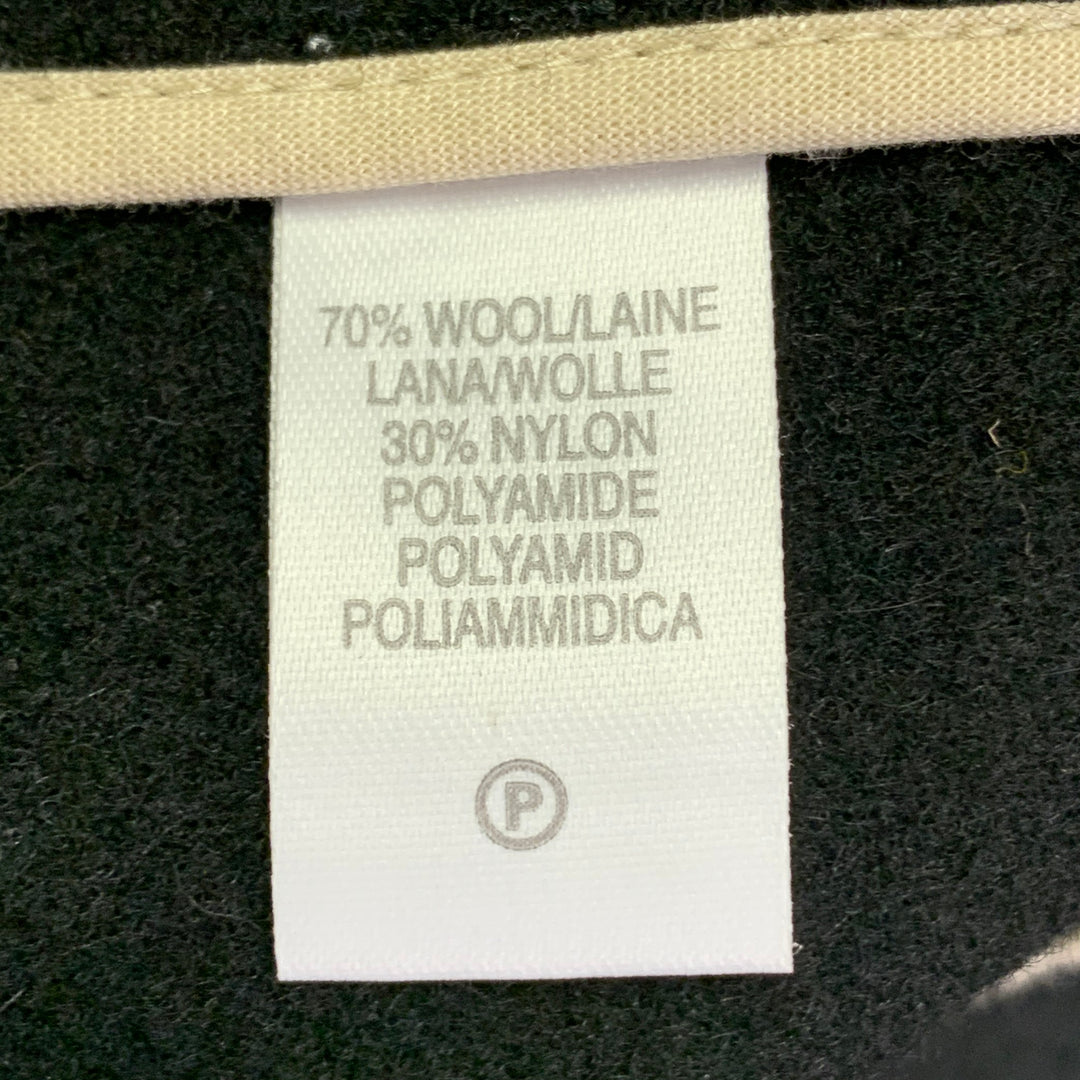 70% WOOL/LAINE
LANA/WOLLE
30% NYLON
POLYAMIDE
POLYAMID
POLIAMMIDICA
P